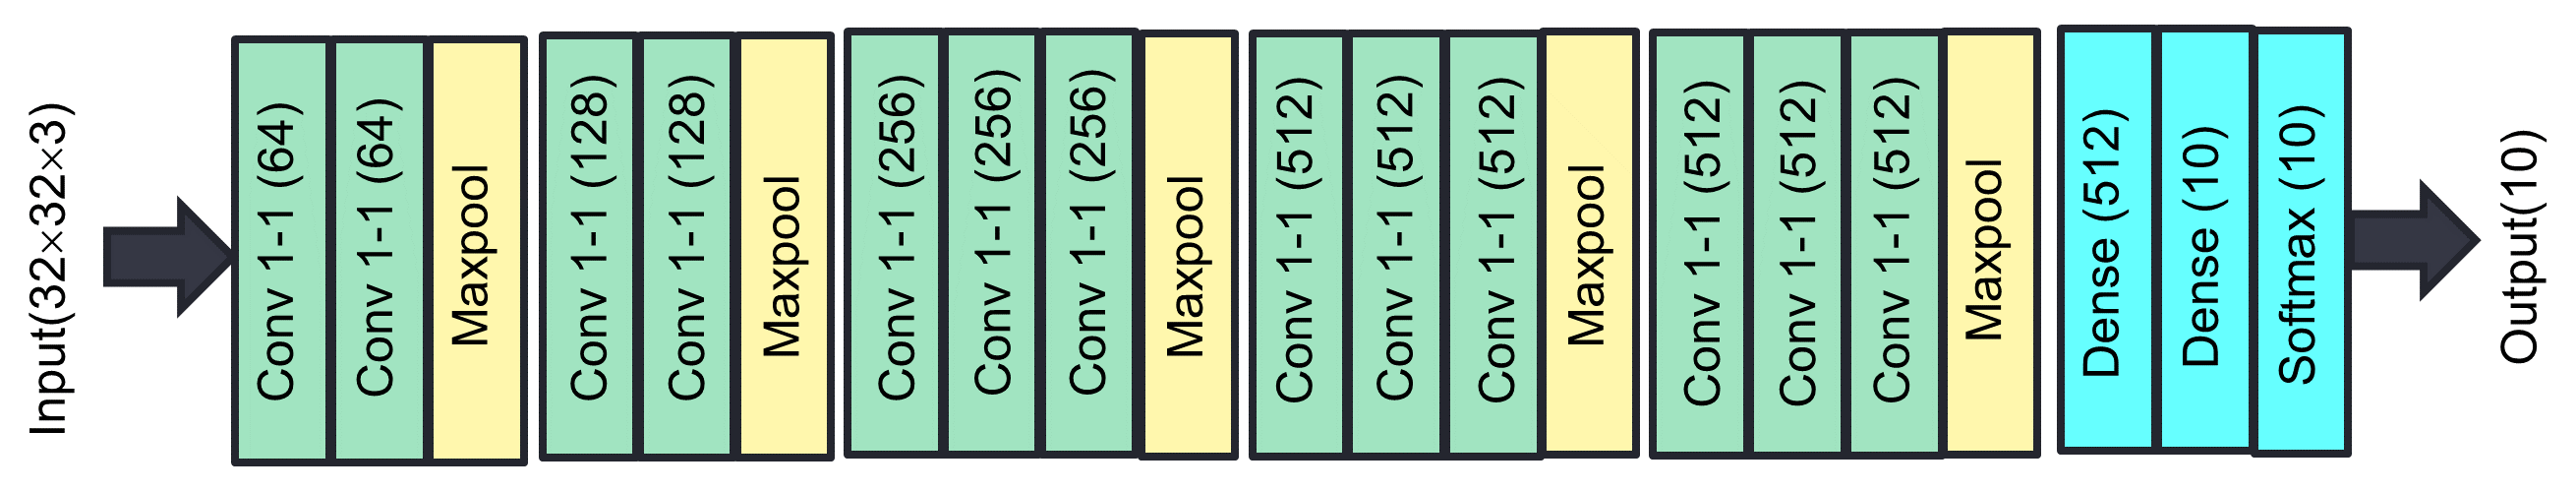 Input(32×32×3)
Conv 1-1 (64)
Conv 1-1 (64)
Maxpool
Conv 1-1 (128)
Conv 1-1 (128)
Maxpool
Conv 1-1 (256)
Conv 1-1 (256)
Conv 1-1 (256)
Maxpool
Conv 1-1 (512)
Conv 1-1 (512)
Conv 1-1 (512)
Maxpool
Conv 1-1 (512)
Conv 1-1 (512)
Conv 1-1 (512)
Maxpool
Dense (512)
Dense (10)
Softmax (10)
Output(10)